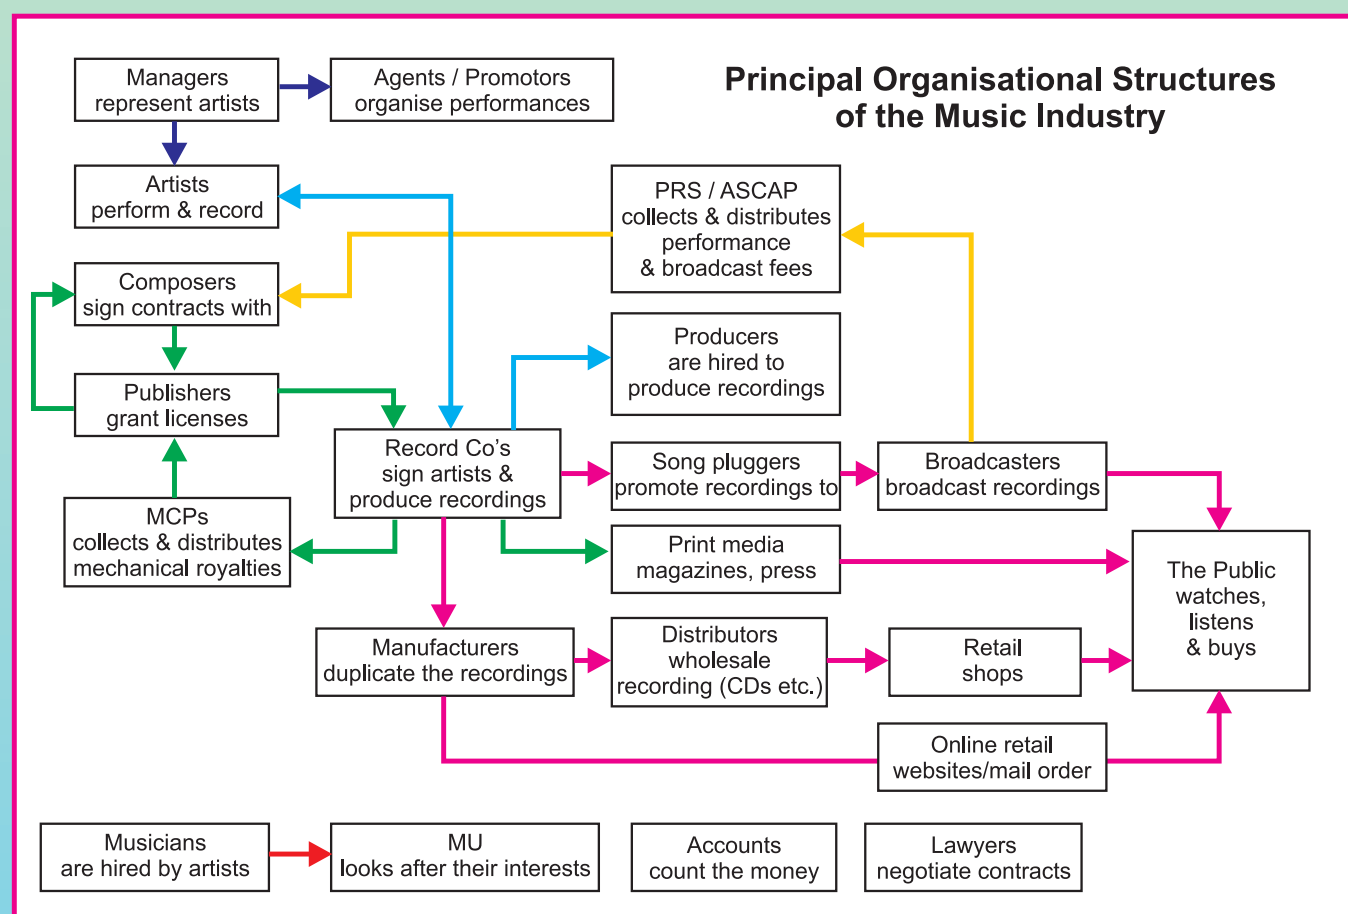 Principal Organisational Structures
of the Music Industry
Managers
represent artists
Agents / Promotors
organise performances
Artists
perform & record
PRS / ASCAP
collects & distributes
performance
& broadcast fees
Composers
sign contracts with
Producers
are hired to
produce recordings
Publishers
grant licenses
Record Co's
sign artists &
produce recordings
Song pluggers
promote recordings to
Broadcasters
broadcast recordings
MCPs
collects & distributes
mechanical royalties
Print media
magazines, press
The Public
watches,
listens
& buys
Manufacturers
duplicate the recordings
Distributors
wholesale
recording (CDs etc.)
Retail
shops
Online retail
websites/mail order
Musicians
are hired by artists
MU
looks after their interests
Accounts
count the money
Lawyers
negotiate contracts